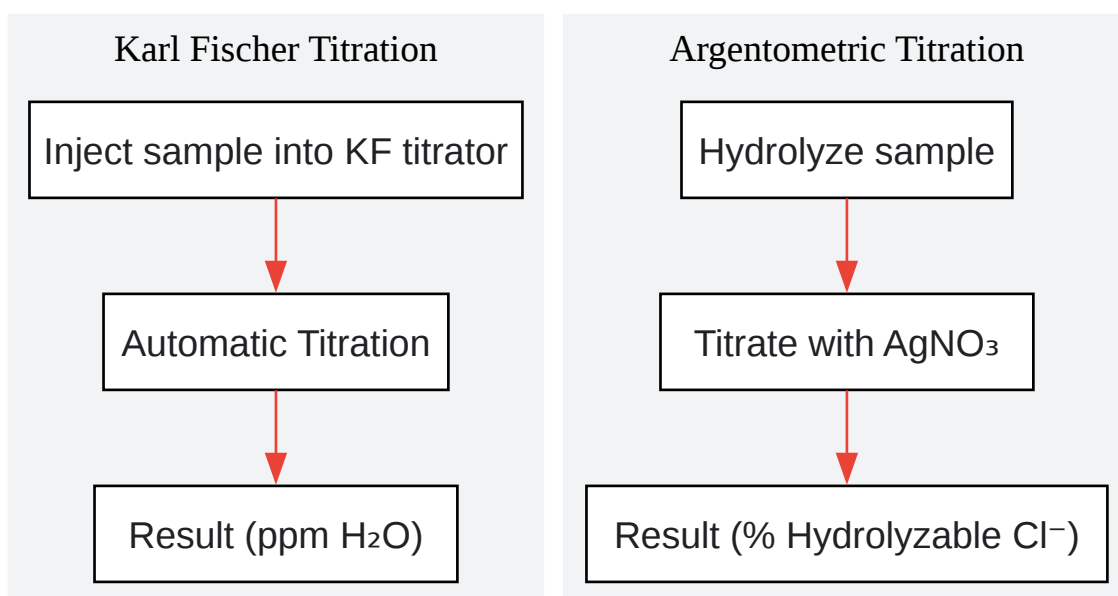 Karl Fischer Titration
Inject sample into KF titrator
Automatic Titration
Result (ppm H₂O)
Argentometric Titration
Hydrolyze sample
Titrate with AgNO₃
Result (% Hydrolyzable Cl⁻)